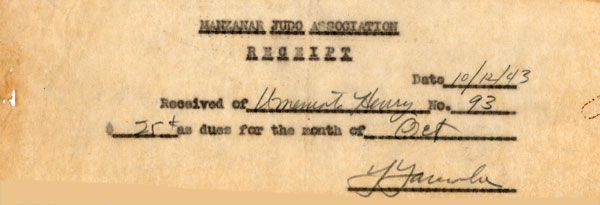 MANZANAR JUDO ASSOCIATION
RECEIPT
Date 10/12/43
Received of Henry No. 93
25¢ as dues for the month of Oct